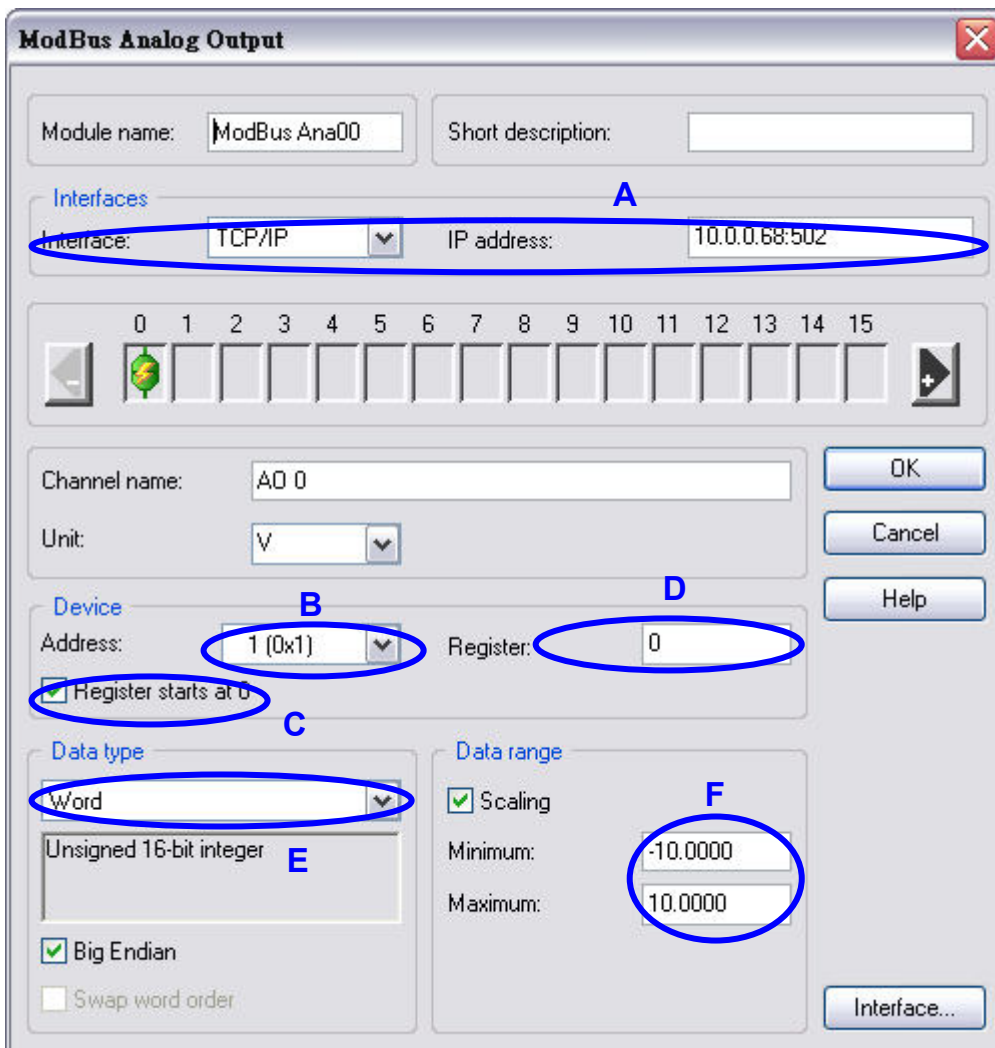 ModBus Analog Output
Module name: ModBus Ana00 Short description:
Interfaces
A
Interface: TCP/IP IP address: 10.0.0.68:502
0 1 2 3 4 5 6 7 8 9 10 11 12 13 14 15
- +
Channel name: AO 0
OK
Unit: V
Cancel
Help
Device
B
D
Address: 1 (0x1) Register: 0
Register starts at 0
C
Data type
Word
Unsigned 16-bit integer
E
Big Endian
Swap word order
Data range
Scaling
F
Minimum: -10.0000
Maximum: 10.0000
Interface...